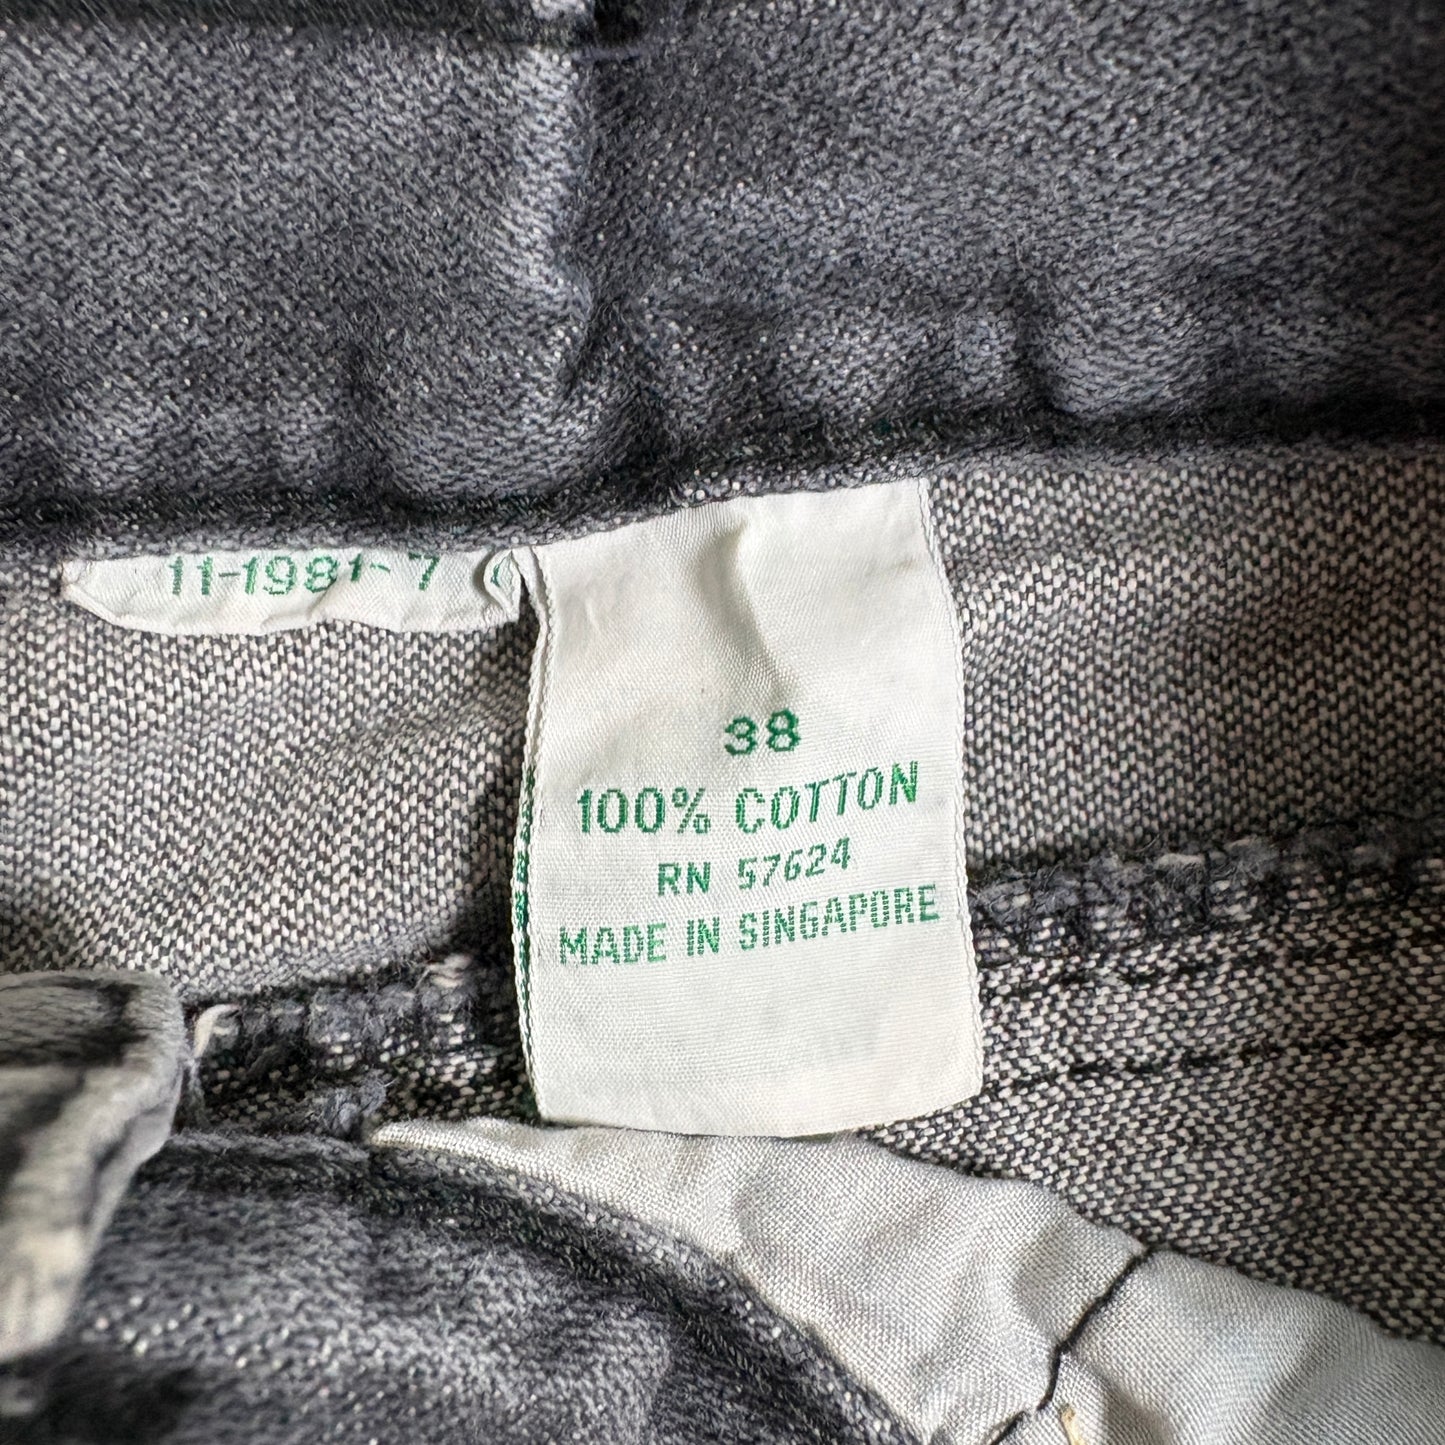 11-1981-7
38
100% COTTON
RN 57624
MADE IN SINGAPORE